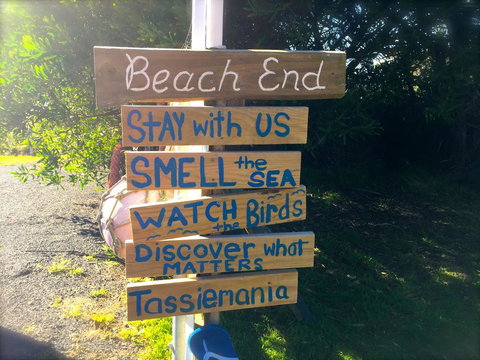 Beach End
STAY with US
SMELL the SEA
WATCH the Birds
Discover what
MATTERS
Tassiemania